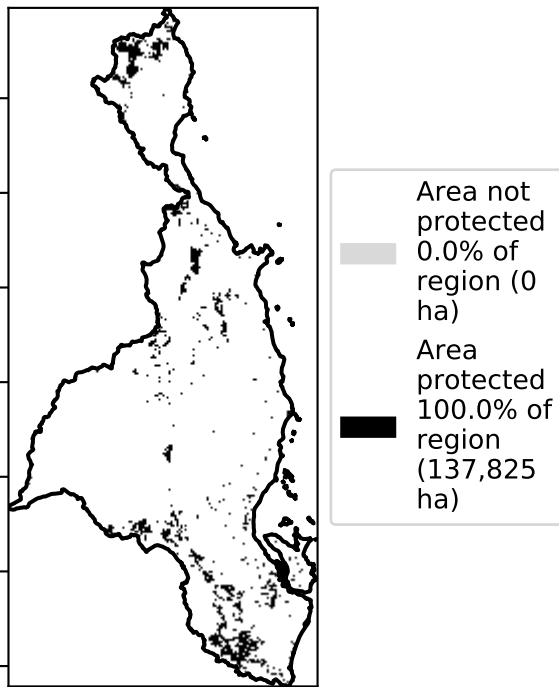 Area not
protected
0.0% of
region (0
ha)
Area
protected
100.0% of
region
(137,825
ha)